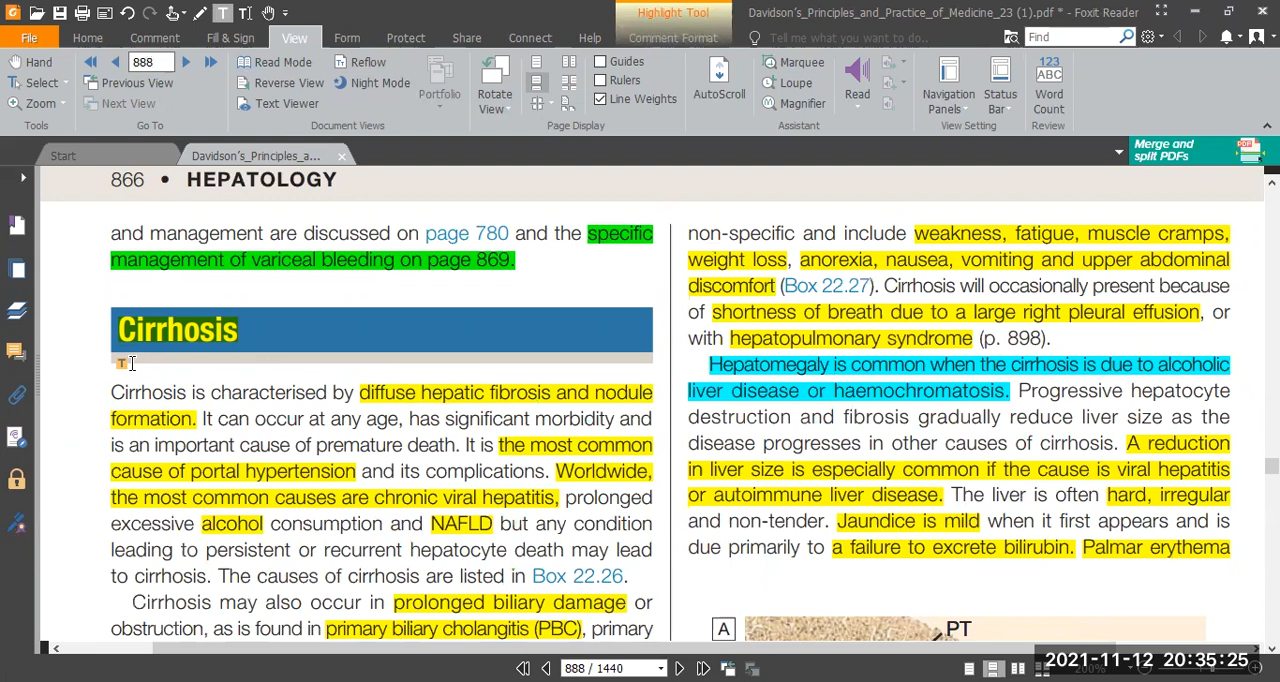 Highlight Tool
Davidson's_Principles_and_Practice_of_Medicine_23 (1).pdf * - Foxit Reader
File Home Comment Fill & Sign View Form Protect Share Connect Help Comment Format Tell me what you want to do.. Find
Hand 888 Read Mode Reflow Guides Marquee
Select Previous View Reverse View Night Mode Rulers Loupe
Zoom Next View Text Viewer Portfolio Rotate View Line Weights AutoScroll Magnifier Read Navigation Panels Status Bar Word Count
Tools Go To Document Views Page Display Assistant View Setting Review
123
ABC
Start Davidson's_Principles_a... Merge and
split PDFs
PDF
866 • HEPATOLOGY
and management are discussed on page 780 and the specific
management of variceal bleeding on page 869.
Cirrhosis
T
Cirrhosis is characterised by diffuse hepatic fibrosis and nodule
formation. It can occur at any age, has significant morbidity and
is an important cause of premature death. It is the most common
cause of portal hypertension and its complications. Worldwide,
the most common causes are chronic viral hepatitis, prolonged
excessive alcohol consumption and NAFLD but any condition
leading to persistent or recurrent hepatocyte death may lead
to cirrhosis. The causes of cirrhosis are listed in Box 22.26.
Cirrhosis may also occur in prolonged biliary damage or
obstruction, as is found in primary biliary cholangitis (PBC), primary
non-specific and include weakness, fatigue, muscle cramps,
weight loss, anorexia, nausea, vomiting and upper abdominal
discomfort (Box 22.27). Cirrhosis will occasionally present because
of shortness of breath due to a large right pleural effusion, or
with hepatopulmonary syndrome (p. 898).
Hepatomegaly is common when the cirrhosis is due to alcoholic
liver disease or haemochromatosis. Progressive hepatocyte
destruction and fibrosis gradually reduce liver size as the
disease progresses in other causes of cirrhosis. A reduction
in liver size is especially common if the cause is viral hepatitis
or autoimmune liver disease. The liver is often hard, irregular
and non-tender. Jaundice is mild when it first appears and is
due primarily to a failure to excrete bilirubin. Palmar erythema
A
PT
888 / 1440
200%
2021-11-12 20:35:25